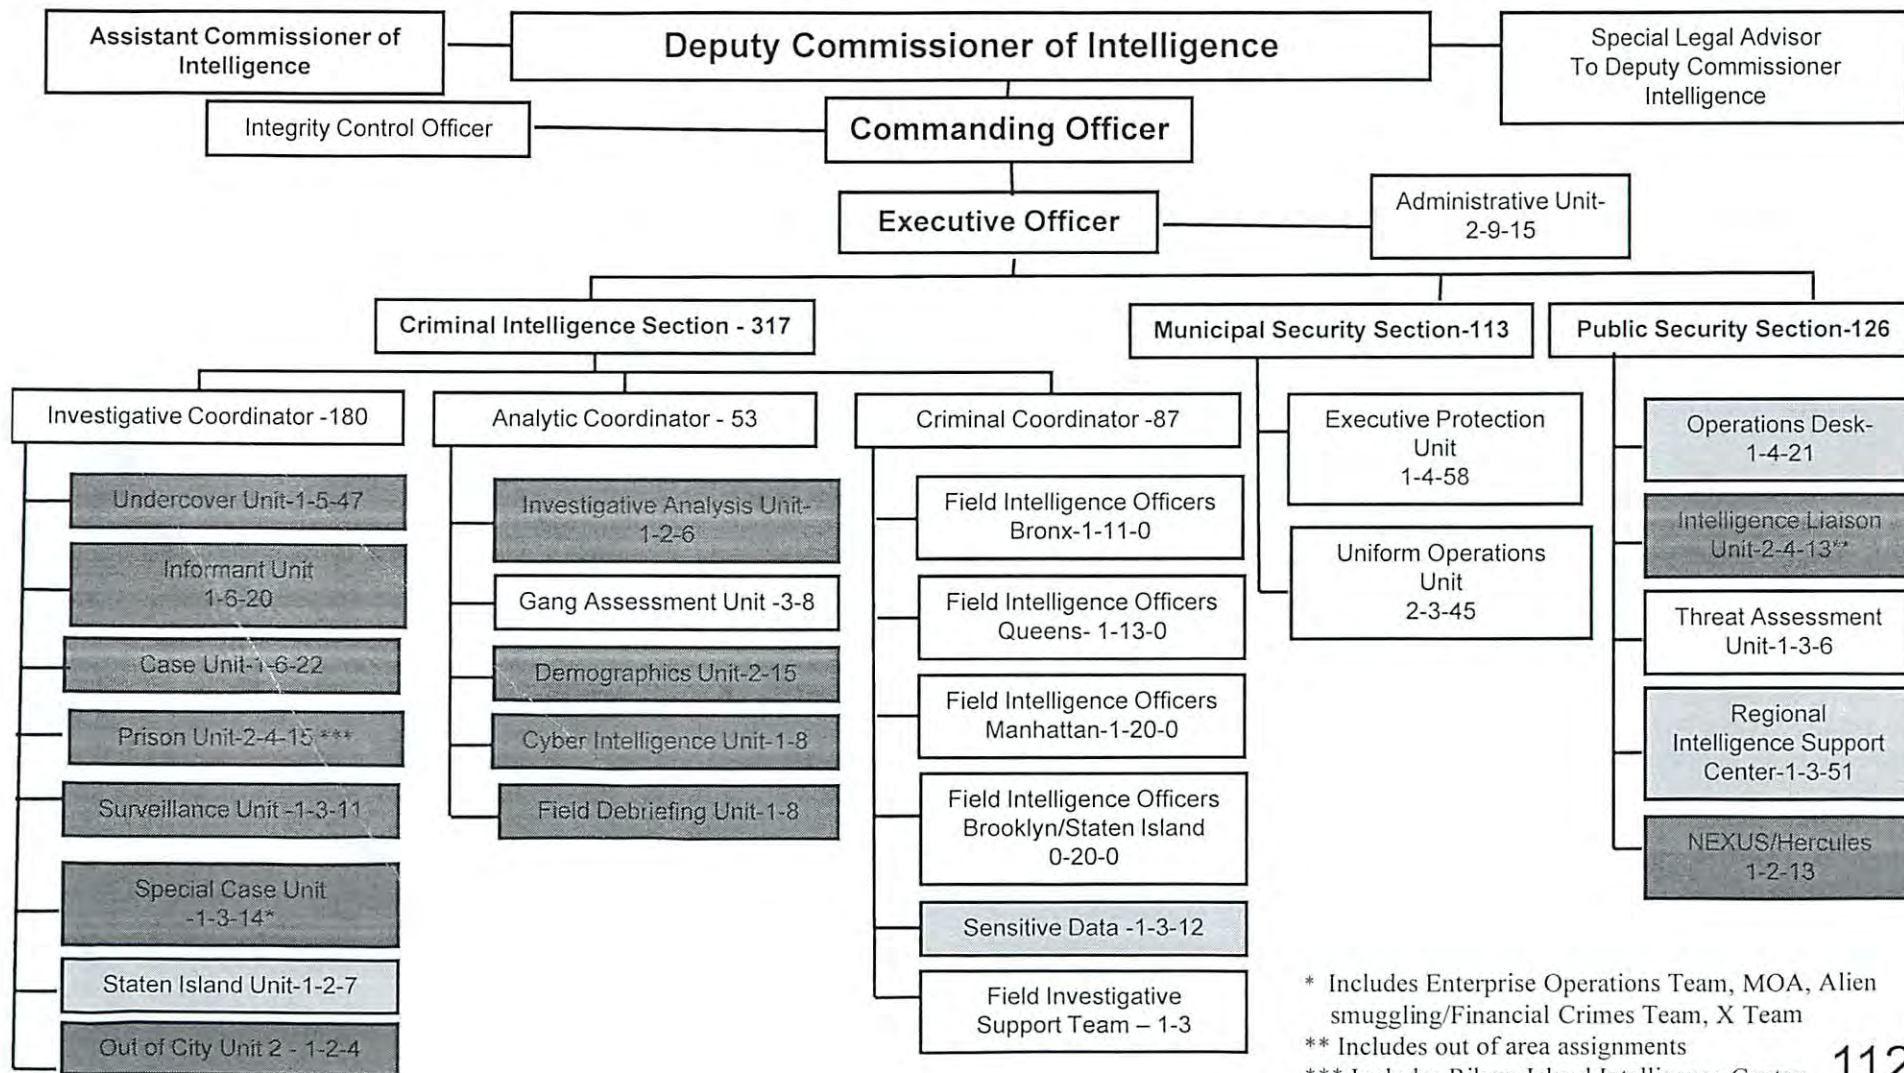 Assistant Commissioner of
Intelligence
Deputy Commissioner of Intelligence
Special Legal Advisor
To Deputy Commissioner
Intelligence
Integrity Control Officer
Commanding Officer
Executive Officer
Administrative Unit-
2-9-15
Criminal Intelligence Section - 317
Municipal Security Section-113
Public Security Section-126
Investigative Coordinator -180
Undercover Unit-1-5-47
Informant Unit
1-6-20
Case Unit-1-6-22
Prison Unit-2-4-15 ***
Surveillance Unit -1-3-11
Special Case Unit
-1-3-14*
Staten Island Unit-1-2-7
Out of City Unit 2 - 1-2-4
Analytic Coordinator - 53
Investigative Analysis Unit-
1-2-6
Gang Assessment Unit -3-8
Demographics Unit-2-15
Cyber Intelligence Unit-1-8
Field Debriefing Unit-1-8
Criminal Coordinator -87
Field Intelligence Officers
Bronx-1-11-0
Field Intelligence Officers
Queens- 1-13-0
Field Intelligence Officers
Manhattan-1-20-0
Field Intelligence Officers
Brooklyn/Staten Island
0-20-0
Sensitive Data -1-3-12
Field Investigative
Support Team – 1-3
Executive Protection
Unit
1-4-58
Uniform Operations
Unit
2-3-45
Operations Desk-
1-4-21
Intelligence Liaison
Unit-2-4-13**
Threat Assessment
Unit-1-3-6
Regional
Intelligence Support
Center-1-3-51
NEXUS/Hercules
1-2-13
* Includes Enterprise Operations Team, MOA, Alien
smuggling/Financial Crimes Team, X Team
** Includes out of area assignments
*** Includes Island Intelligence Center
112